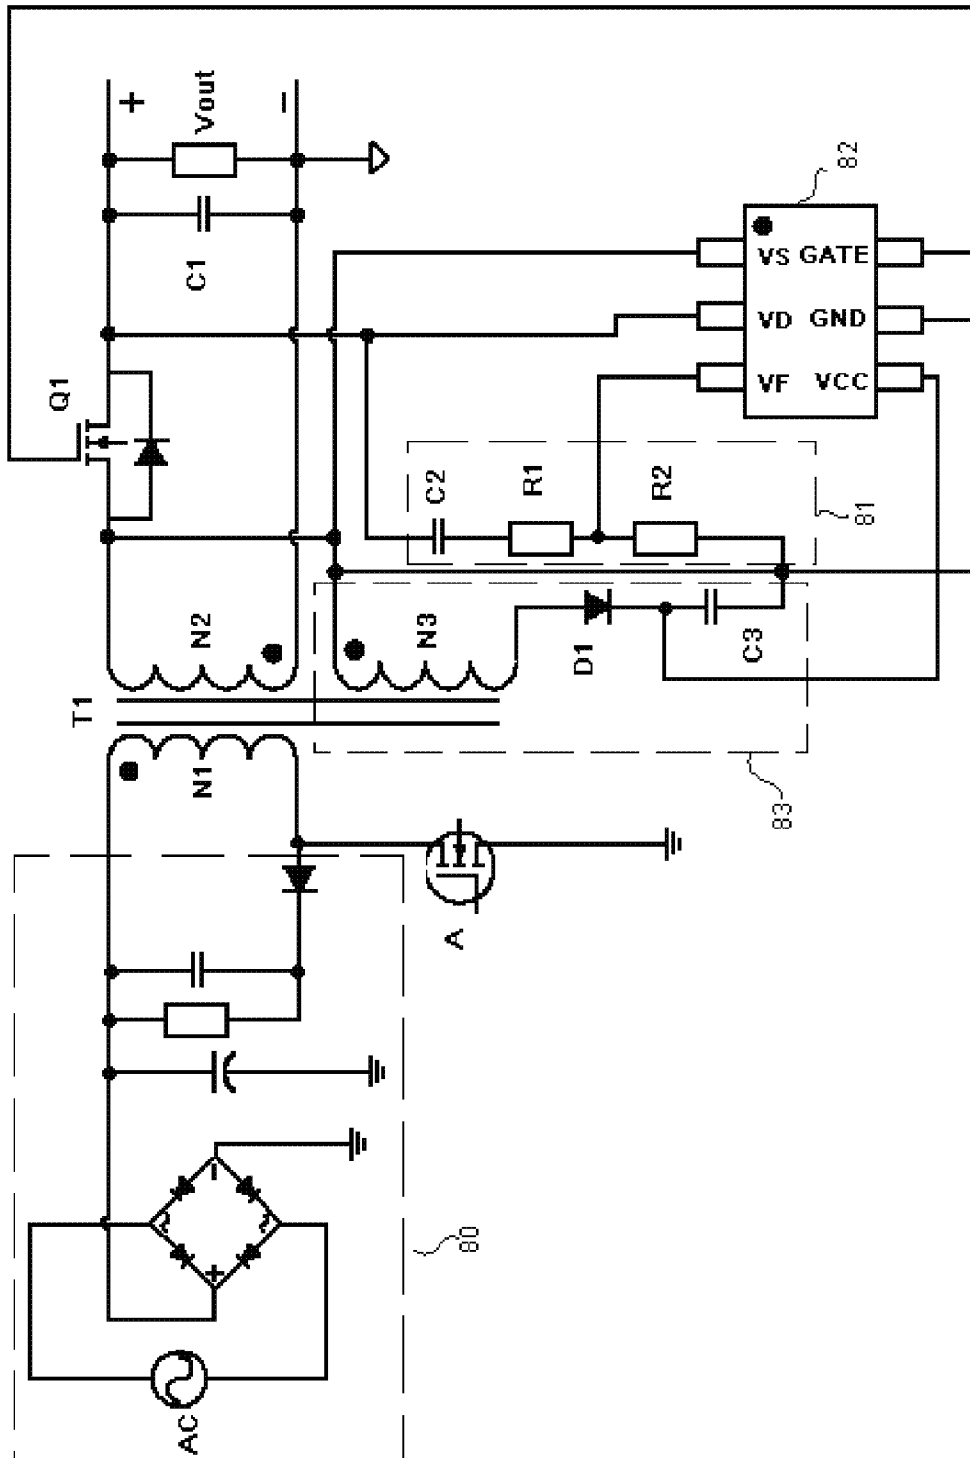 Vout
+
-
C1
Q1
N2
T1
N1
N3
D1
C3
C2
R1
R2
81
82
83
VS GATE
VD GND
VF VCC
A
80
AC
+
-
~
~